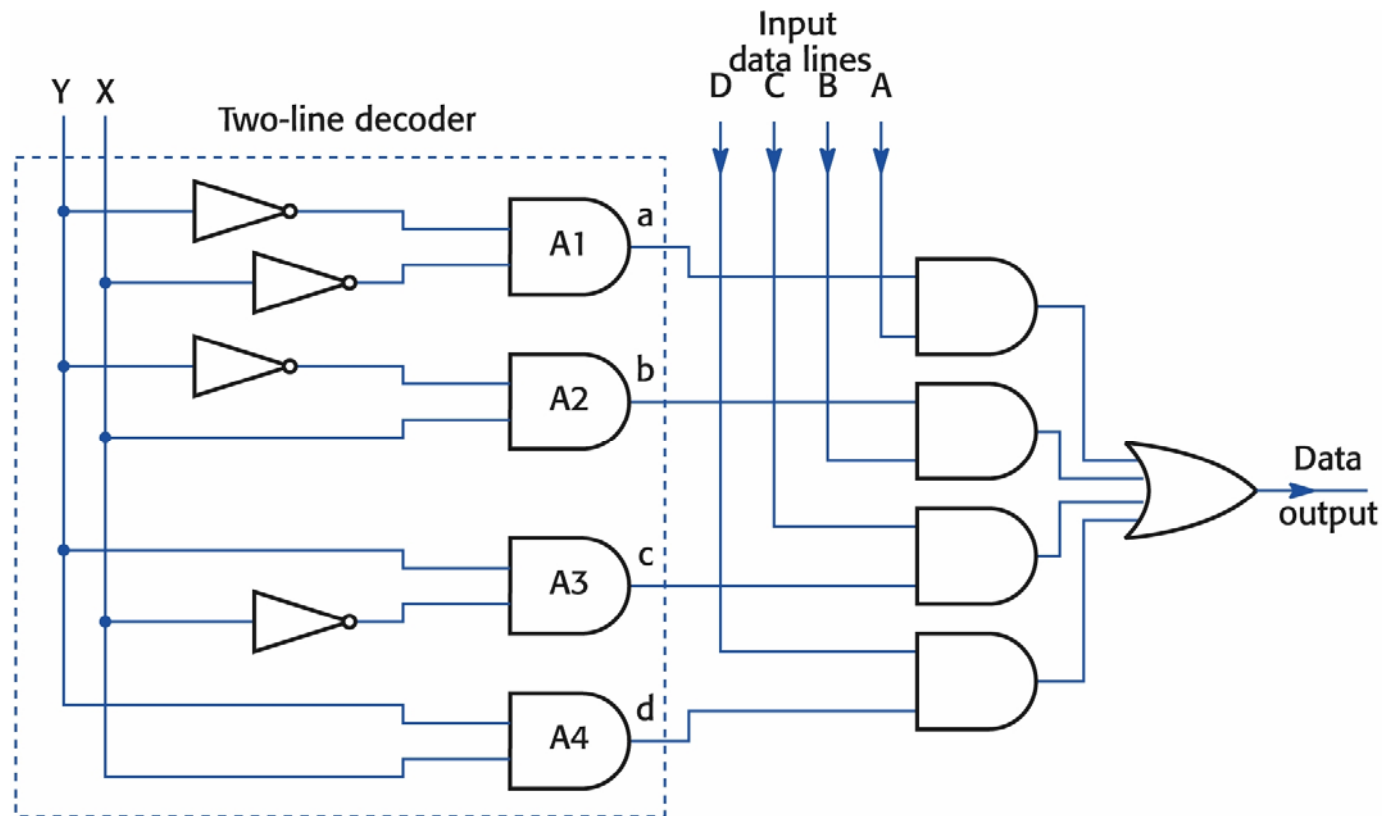 Input
data lines
Y X
D C B A
Two-line decoder
a
A1
b
A2
Data
output
c
A3
d
A4